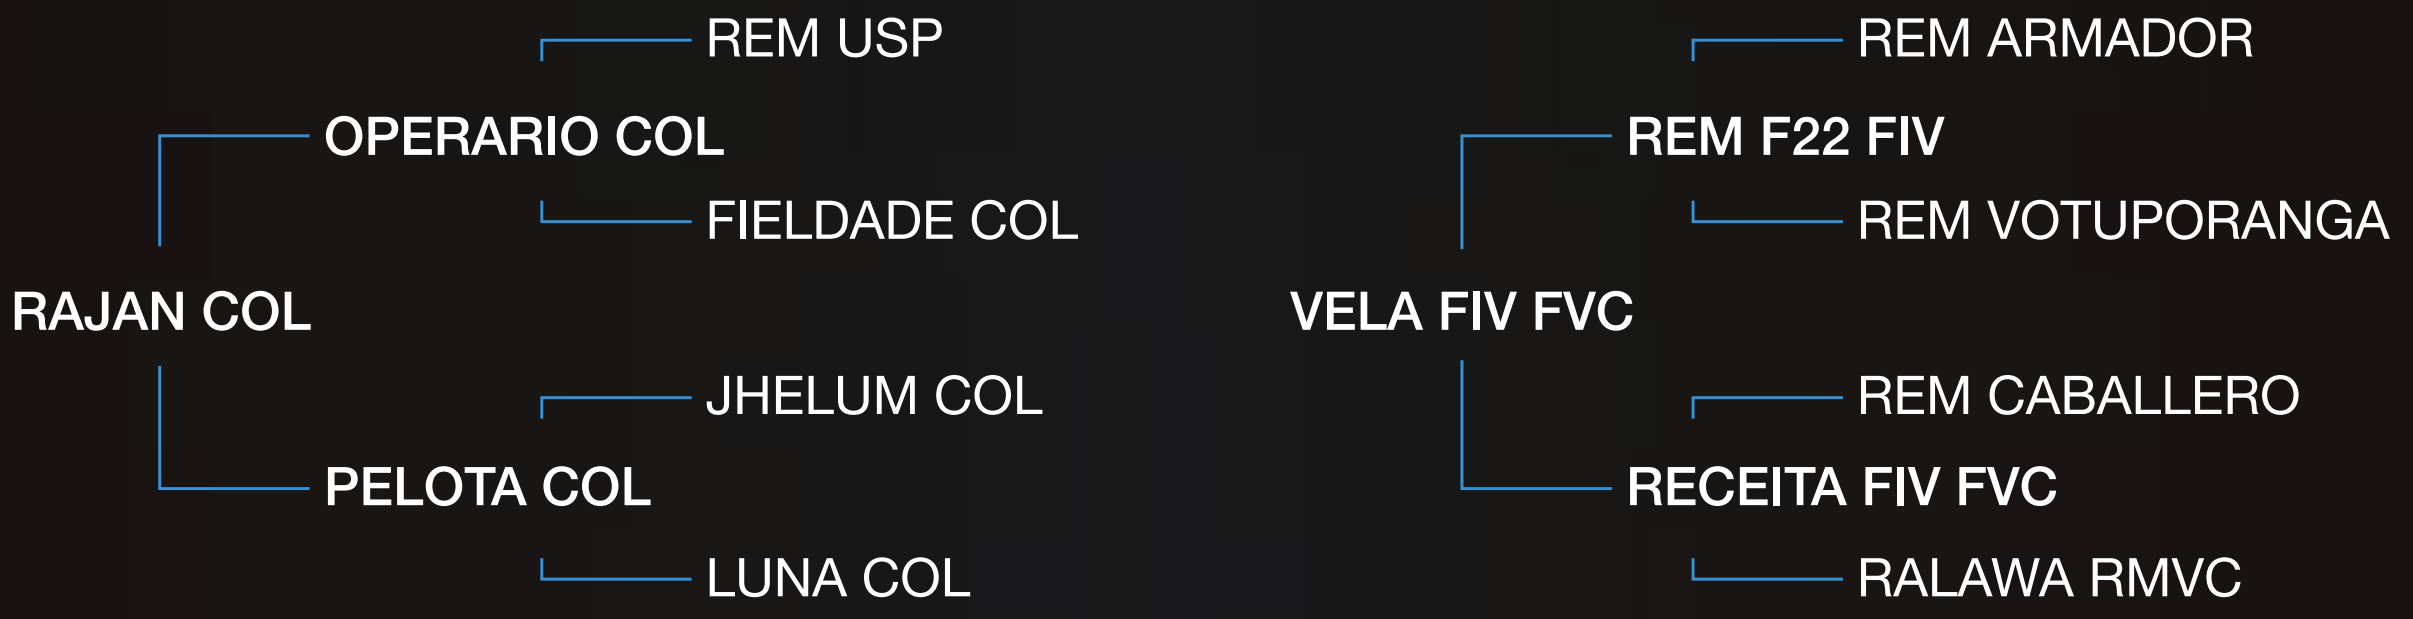 REM USP
OPERARIO COL
FIELDADE COL
RAJAN COL
JHELUM COL
PELOTA COL
LUNA COL
REM ARMADOR
REM F22 FIV
REM VOTUPORANGA
VELA FIV FVC
REM CABALLERO
RECEITA FIV FVC
RALAWA RMVC